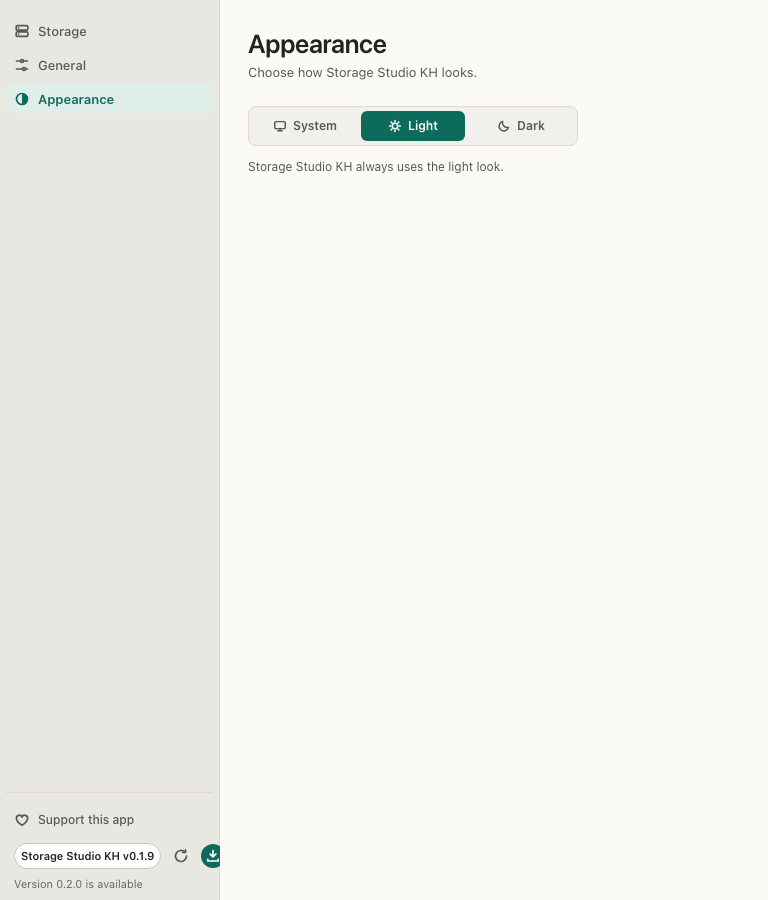 Storage
General
Appearance
Appearance
Choose how Storage Studio KH looks.
System
Light
Dark
Storage Studio KH always uses the light look.
Support this app
Storage Studio KH v0.1.9
Version 0.2.0 is available